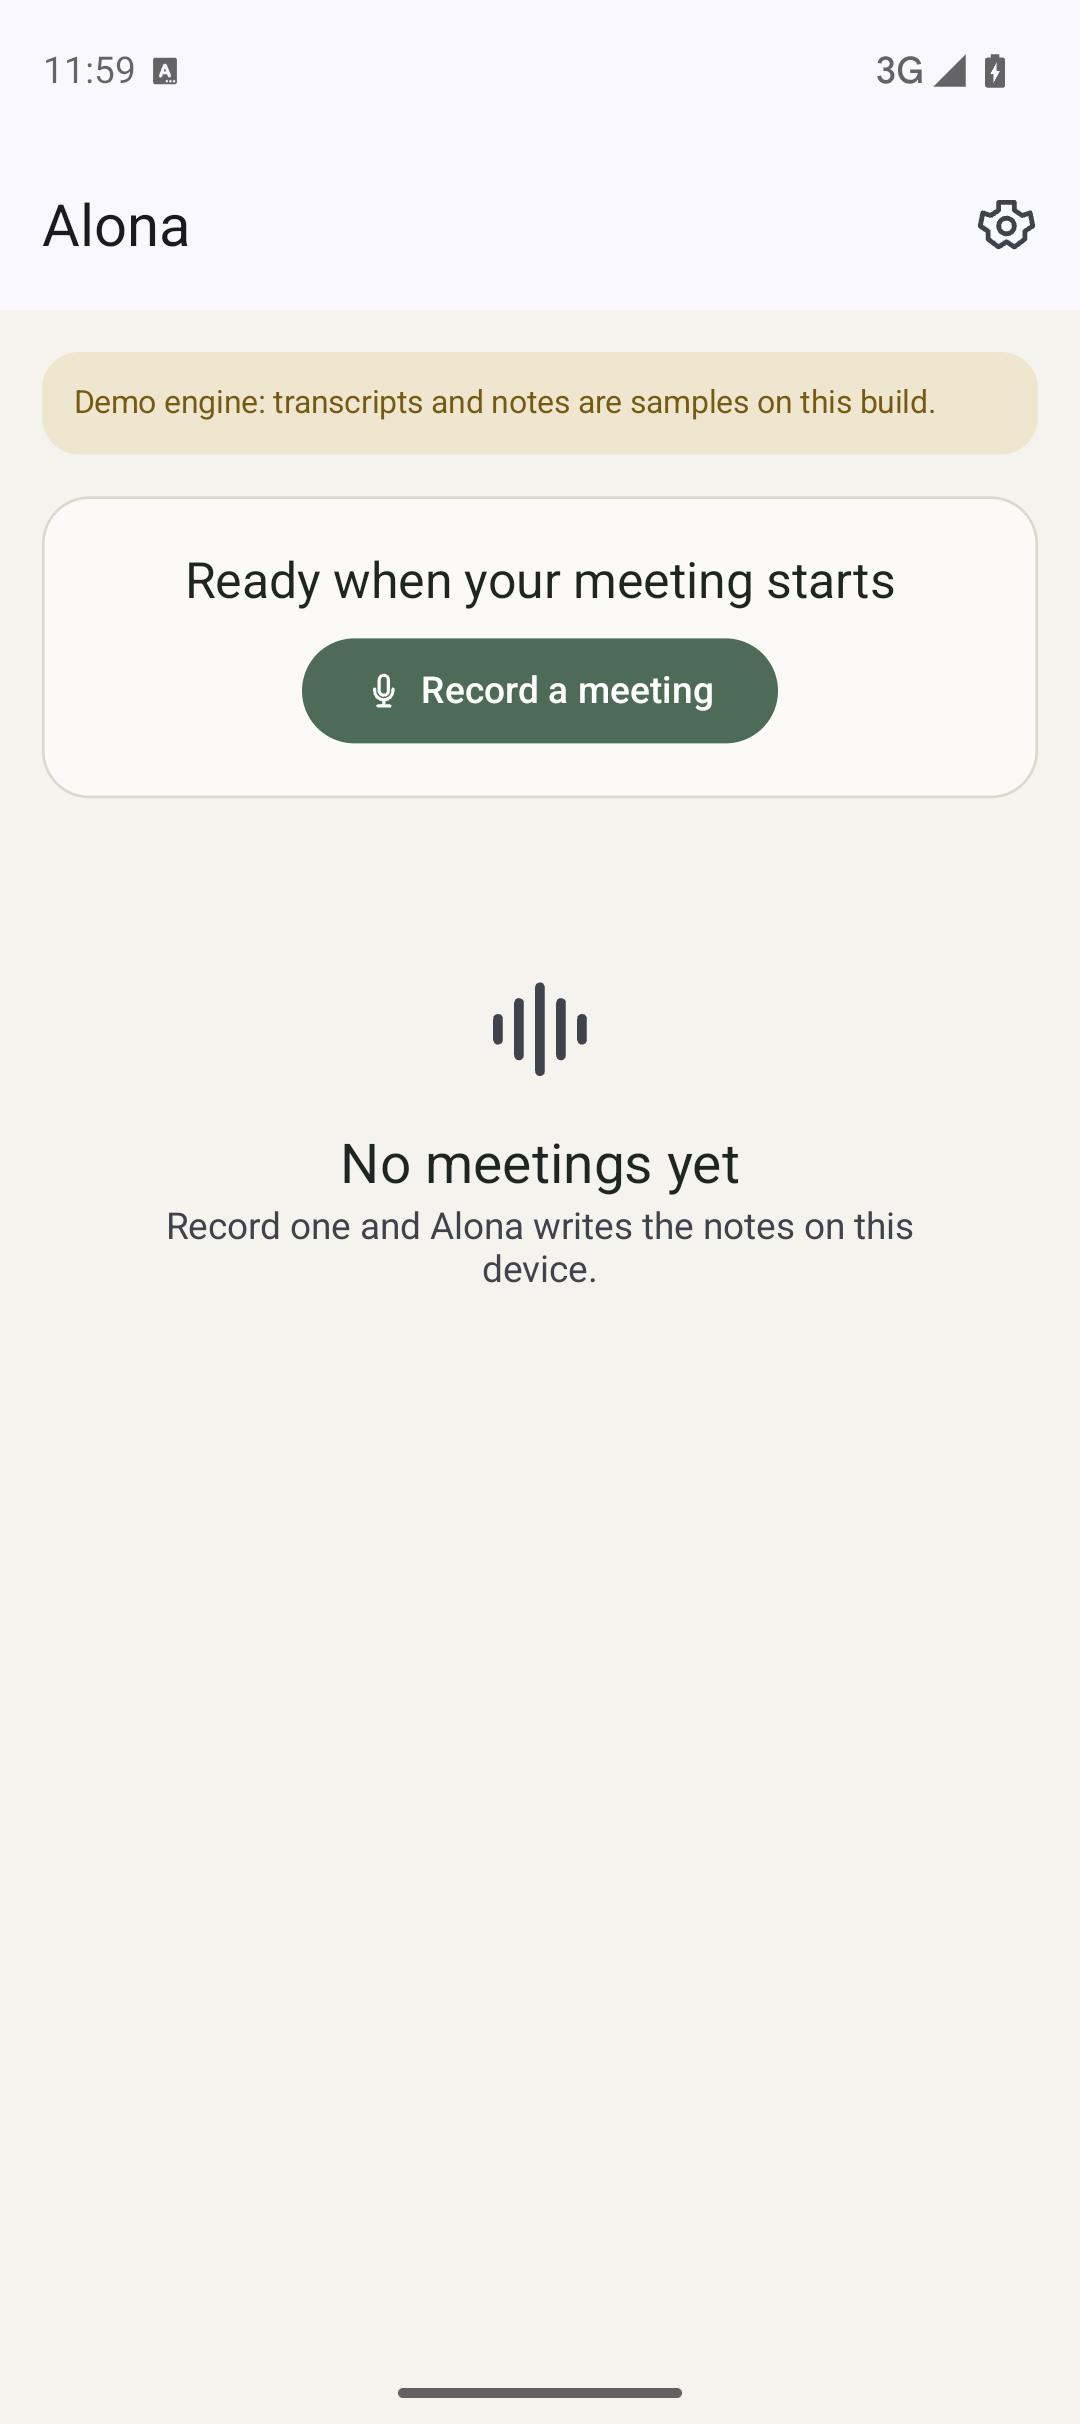 11:59
3G
Alona
Demo engine: transcripts and notes are samples on this build.
Ready when your meeting starts
Record a meeting
No meetings yet
Record one and Alona writes the notes on this
device.